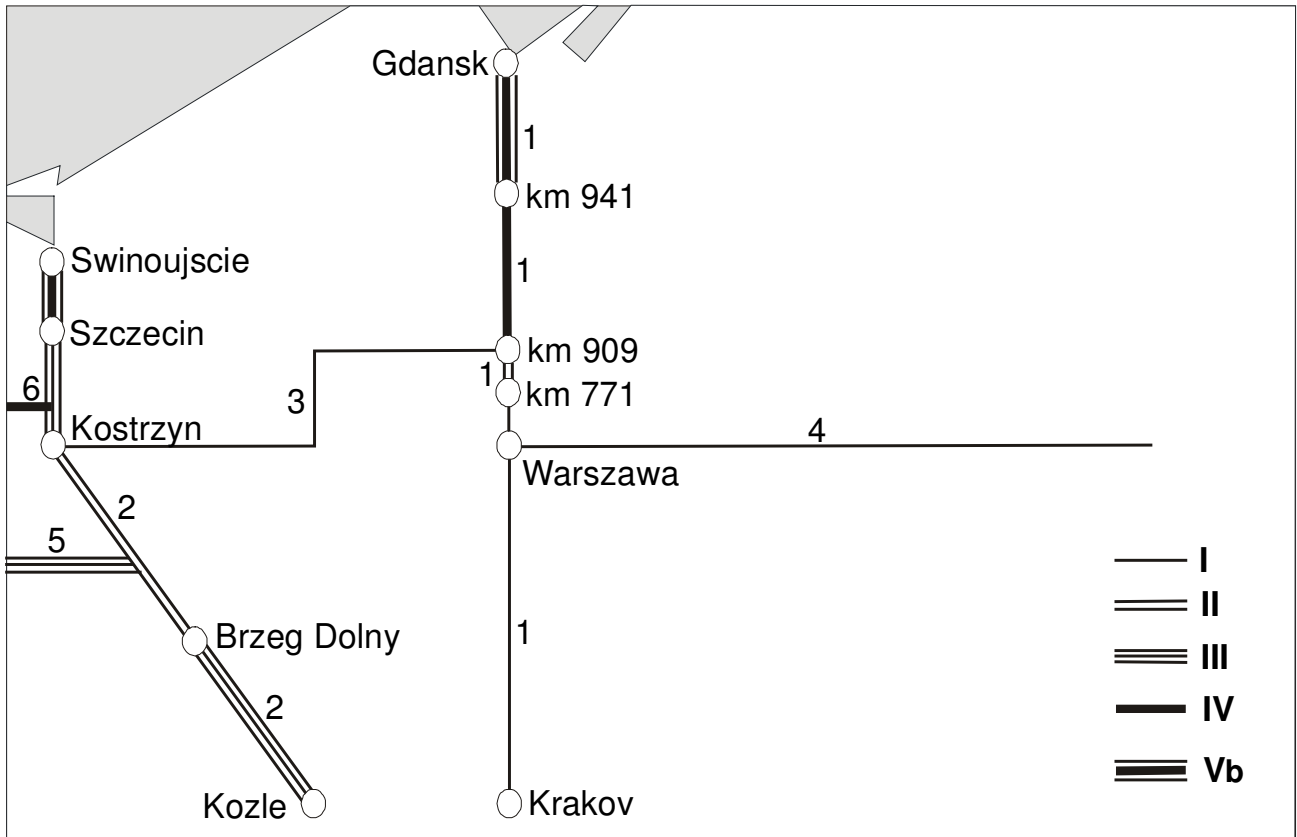 Gdansk
1
km 941
Swinoujscie
1
Szczecin
km 909
1
km 771
6
3
Kostrzyn
4
Warszawa
2
5
I
II
Brzeg Dolny
1
III
2
IV
Vb
Kozle
Krakov